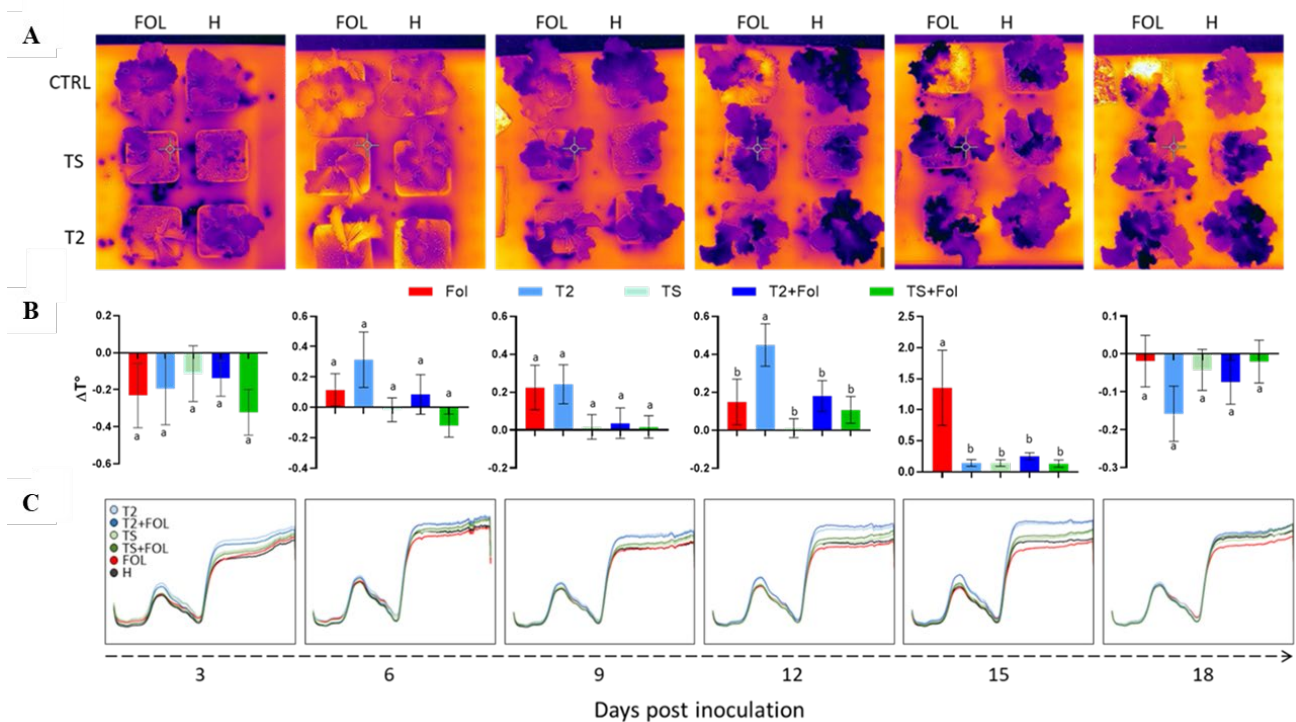 A
FOL H FOL H FOL H FOL H FOL H FOL H
CTRL
TS
T2
B
Fol T2 TS T2+Fol TS+Fol
ΔT°
0.2 0.0 -0.2 -0.4 -0.6
a a a a a
0.6 0.4 0.2 0.0 -0.2 -0.4
a a a a a
0.6 0.4 0.2 0.0 -0.2
a a a a a
0.6 0.4 0.2 0.0 -0.2
b a b b b
2.5 2.0 1.5 1.0 0.5 0.0
a b b b b
0.1 0.0 -0.1 -0.2 -0.3
a a a a a
C
T2
T2+FOL
TS
TS+FOL
FOL
H
3 6 9 12 15 18
Days post inoculation